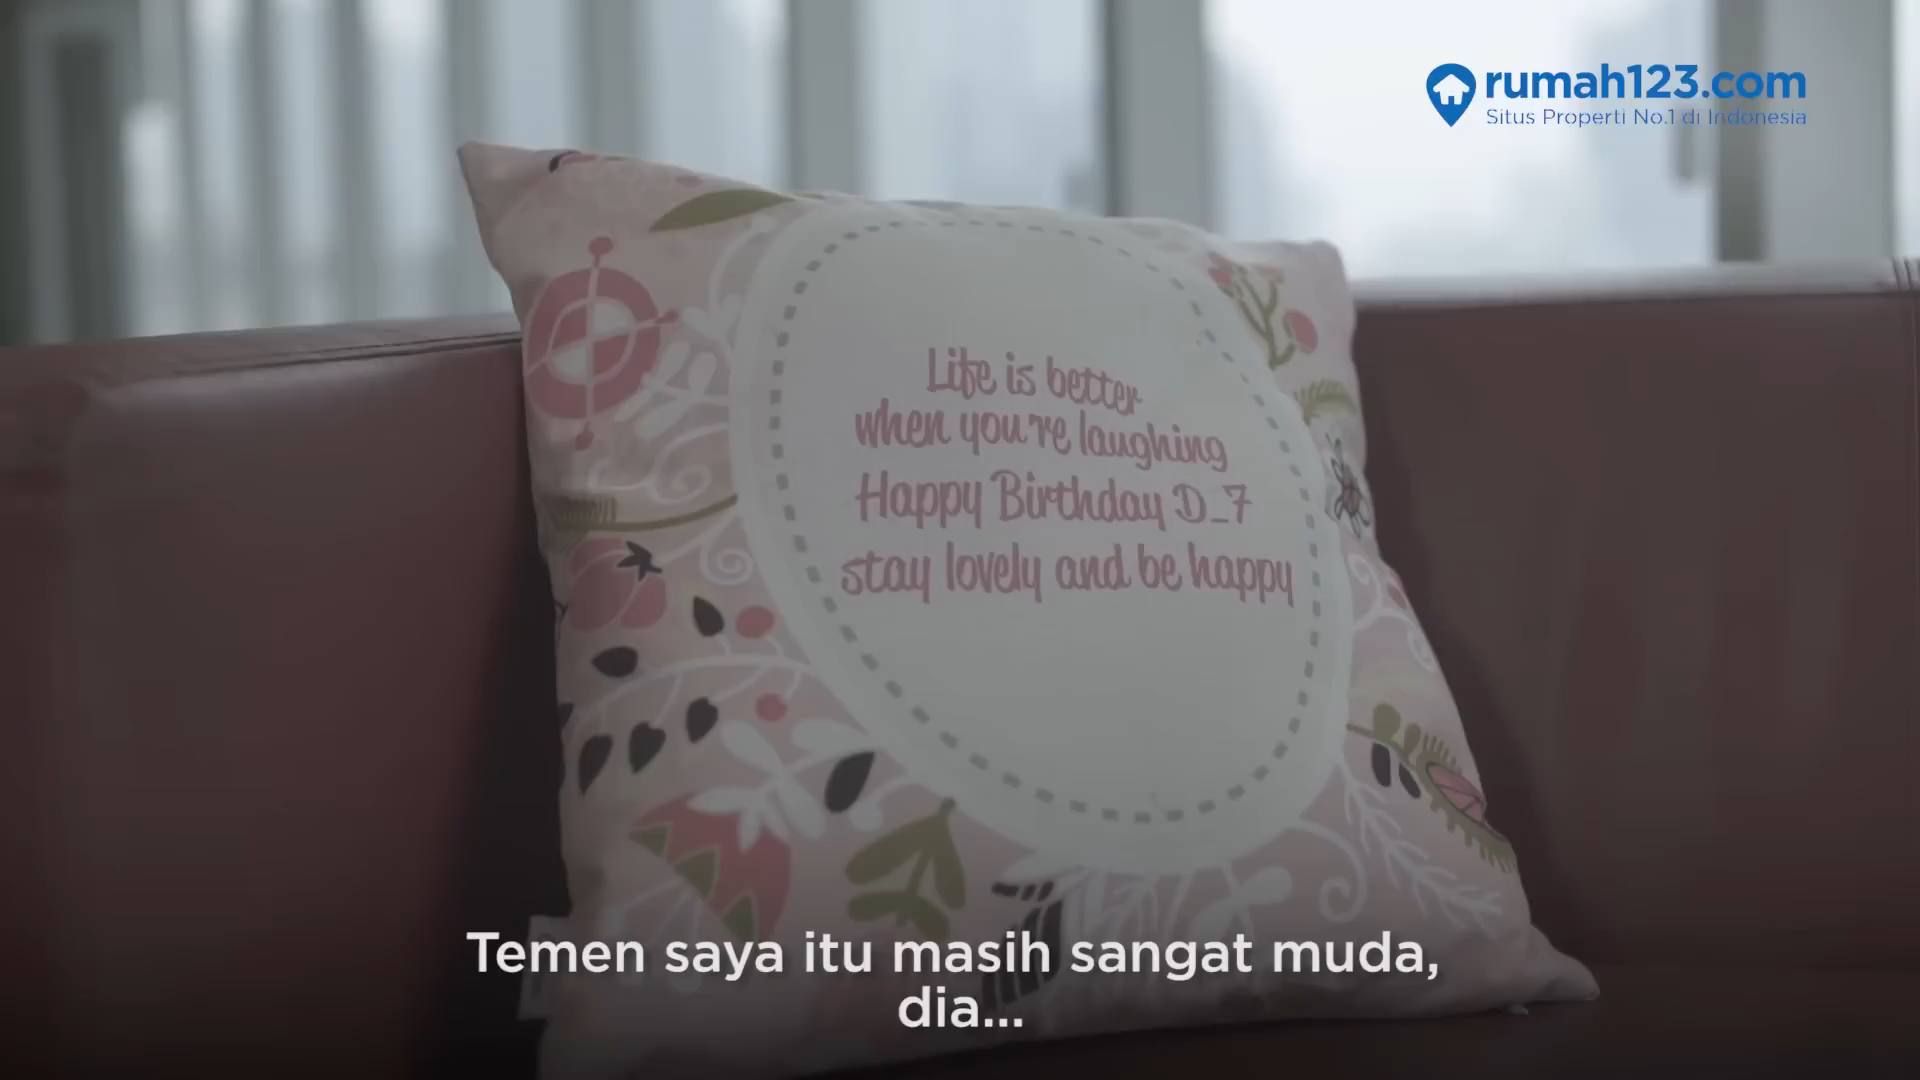 rumah123.com
Situs Properti No.1 di Indonesia
Life is better
when you're laughing
Happy Birthday D_7
stay lovely and be happy
Temen saya itu masih sangat muda,
dia...